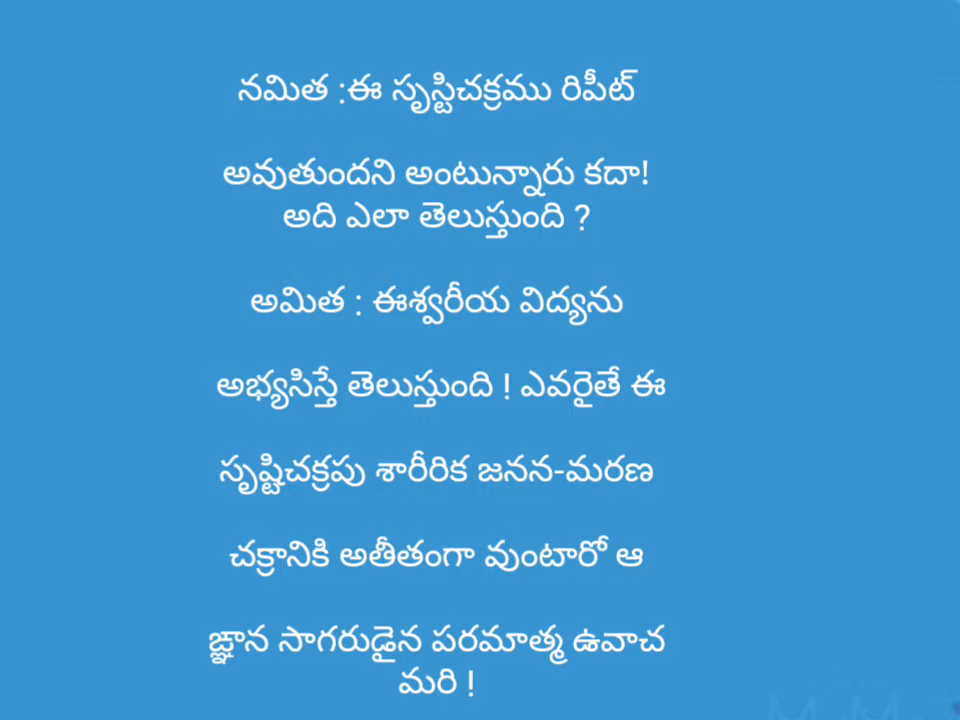 నమిత :ఈ సృస్టిచక్రము రిపీట్
అవుతుందని అంటున్నారు కదా!
అది ఎలా తెలుస్తుంది ?
అమిత : ఈశ్వరీయ విద్యను
అభ్యసిస్తే తెలుస్తుంది ! ఎవరైతే ఈ
సృష్టిచక్రపు శారీరిక జనన-మరణ
చక్రానికి అతీతంగా వుంటారో ఆ
జ్ఞాన సాగరుడైన పరమాత్మ ఉవాచ
మరి !